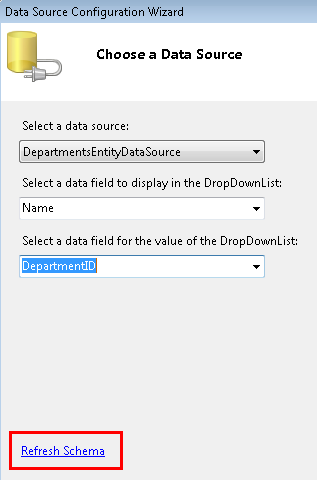 Data Source Configuration Wizard
Choose a Data Source
Select a data source:
DepartmentsEntityDataSource
Select a data field to display in the DropDownList:
Name
Select a data field for the value of the DropDownList:
DepartmentID
Refresh Schema